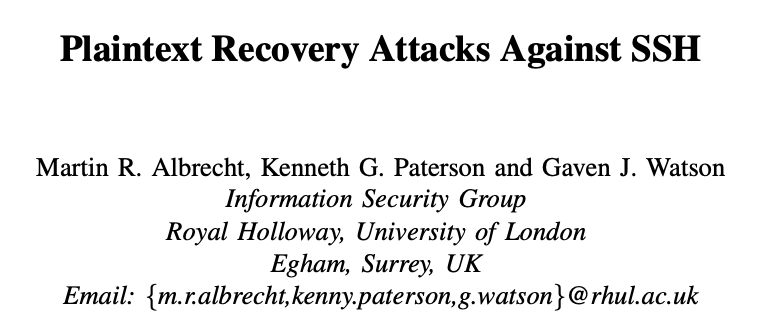 Plaintext Recovery Attacks Against SSH
Martin R. Albrecht, Kenneth G. Paterson and Gaven J. Watson
Information Security Group
Royal Holloway, University of London
Egham, Surrey, UK
Email: {m.r.albrecht,kenny.paterson,g.watson}@rhul.ac.uk